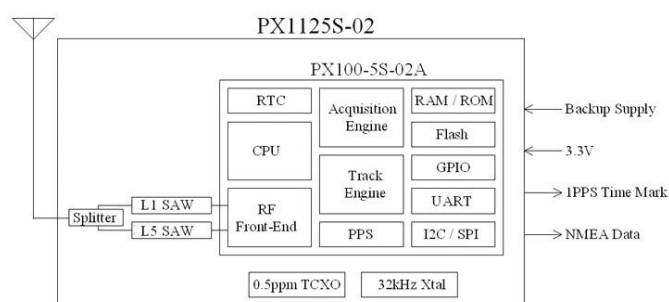 PX1125S-02
PX100-5S-02A
RTC
Acquisition
Engine
RAM / ROM
Backup Supply
CPU
Flash
3.3V
Track
Engine
GPIO
L1 SAW
RF
Front-End
UART
1PPS Time Mark
Splitter
L5 SAW
PPS
I2C / SPI
NMEA Data
0.5ppm TCXO
32kHz Xtal